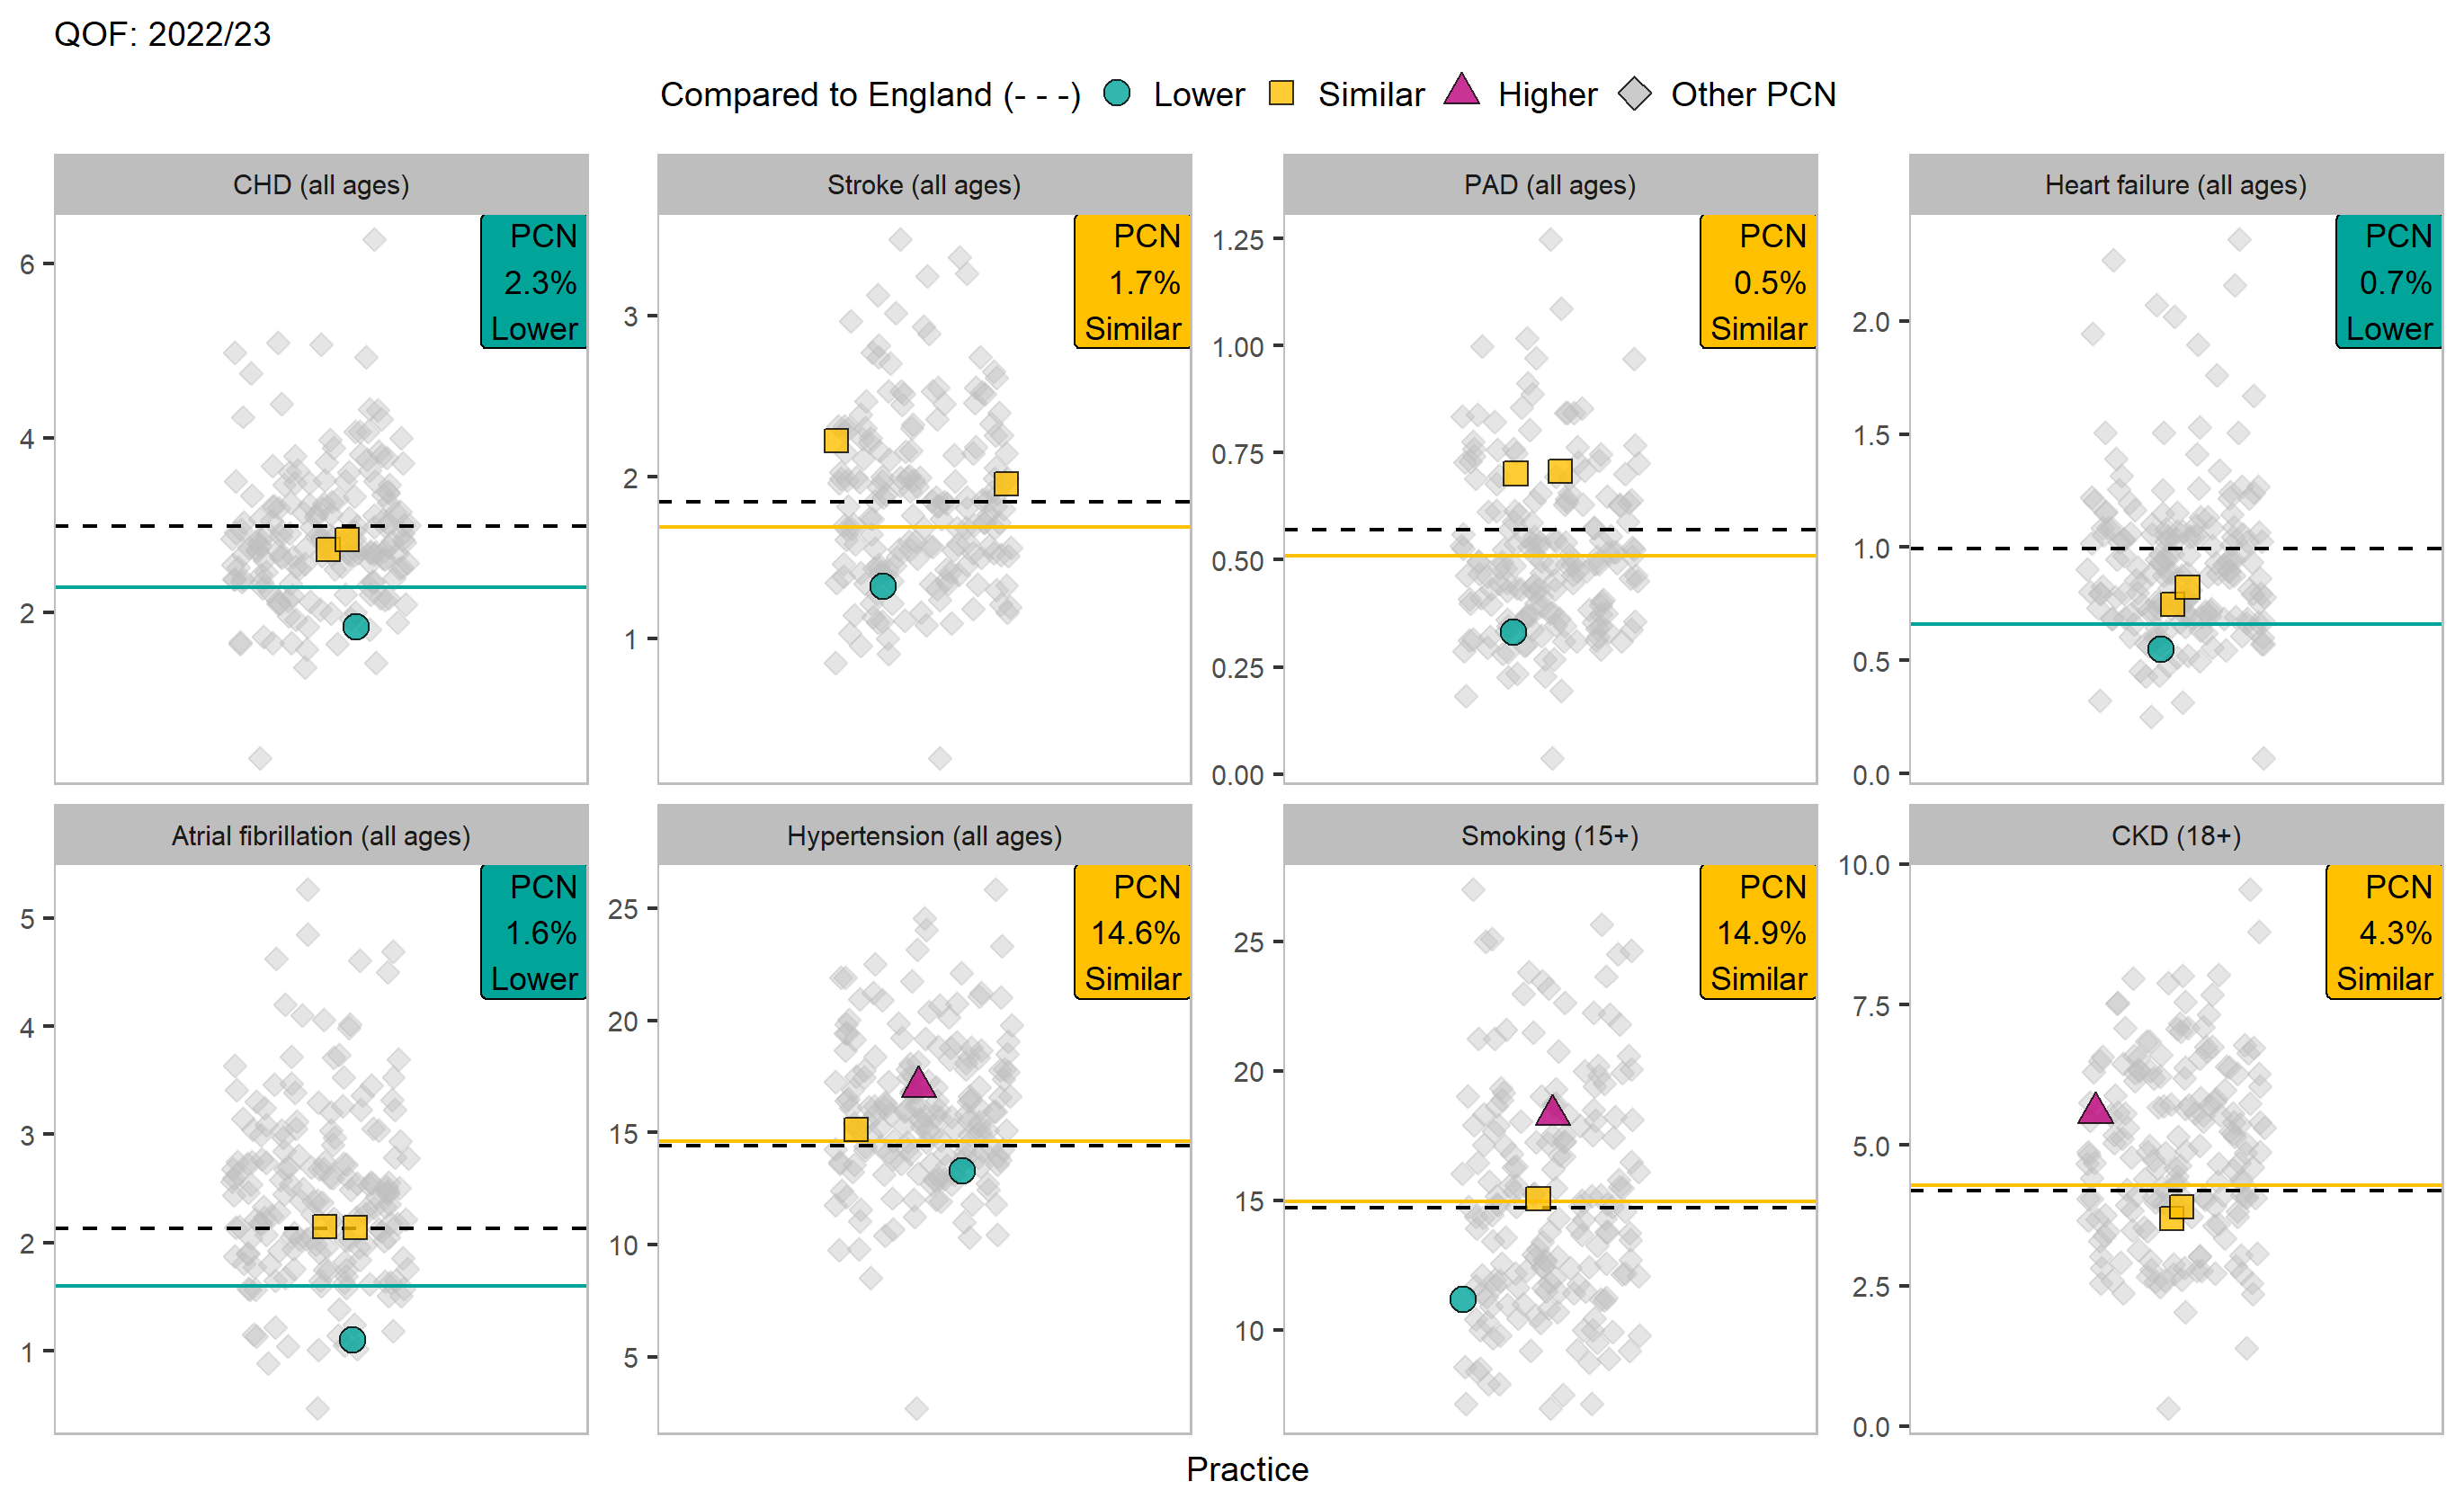 QOF: 2022/23
Compared to England (- - -) Lower Similar Higher Other PCN
CHD (all ages)
PCN
2.3%
Lower
6
4
2
Stroke (all ages)
PCN
1.7%
Similar
3
2
1
PAD (all ages)
PCN
0.5%
Similar
1.25
1.00
0.75
0.50
0.25
0.00
Heart failure (all ages)
PCN
0.7%
Lower
2.0
1.5
1.0
0.5
0.0
Atrial fibrillation (all ages)
PCN
1.6%
Lower
5
4
3
2
1
Hypertension (all ages)
PCN
14.6%
Similar
25
20
15
10
5
Smoking (15+)
PCN
14.9%
Similar
25
20
15
10
CKD (18+)
PCN
4.3%
Similar
10.0
7.5
5.0
2.5
0.0
Practice